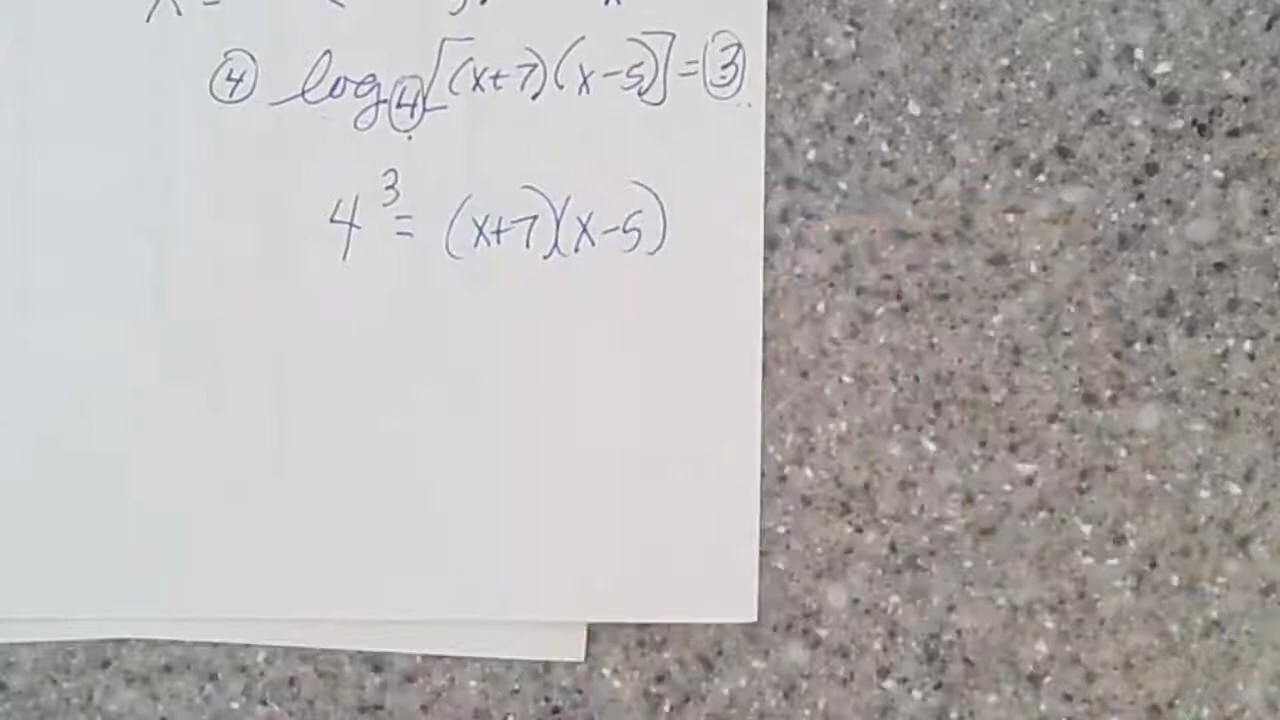 x =
④ log₄[(x+7)(x-5)] = ③
4³ = (x+7)(x-5)